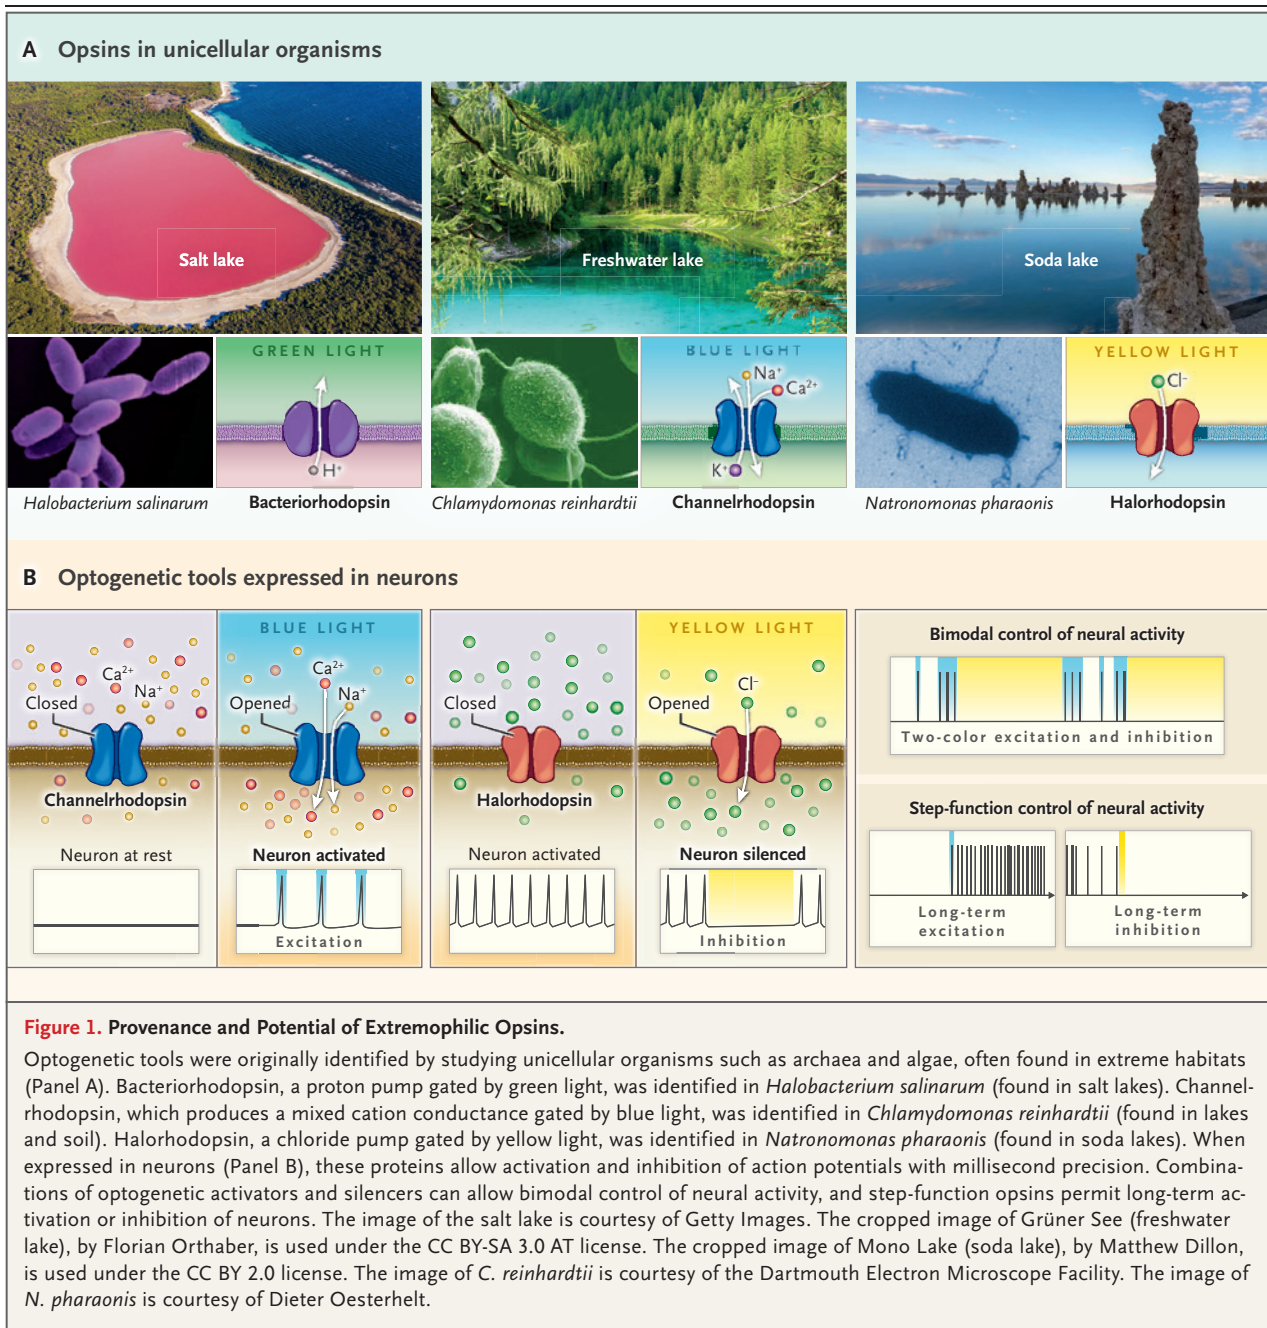 A Opsins in unicellular organisms
Salt lake
Freshwater lake
Soda lake
GREEN LIGHT
H⁺
BLUE LIGHT
Na⁺
Ca²⁺
K⁺
YELLOW LIGHT
Cl⁻
Halobacterium salinarum
Bacteriorhodopsin
Chlamydomonas reinhardtii
Channelrhodopsin
Natronomonas pharaonis
Halorhodopsin
B Optogenetic tools expressed in neurons
Ca²⁺
Na⁺
Closed
Channelrhodopsin
Neuron at rest
BLUE LIGHT
Ca²⁺
Na⁺
Opened
Neuron activated
Excitation
Closed
Halorhodopsin
Neuron activated
YELLOW LIGHT
Cl⁻
Opened
Neuron silenced
Inhibition
Bimodal control of neural activity
Two-color excitation and inhibition
Step-function control of neural activity
Long-term
excitation
Long-term
inhibition
Figure 1. Provenance and Potential of Extremophilic Opsins.
Optogenetic tools were originally identified by studying unicellular organisms such as archaea and algae, often found in extreme habitats
(Panel A). Bacteriorhodopsin, a proton pump gated by green light, was identified in Halobacterium salinarum (found in salt lakes). Channel-
rhodopsin, which produces a mixed cation conductance gated by blue light, was identified in Chlamydomonas reinhardtii (found in lakes
and soil). Halorhodopsin, a chloride pump gated by yellow light, was identified in Natronomonas pharaonis (found in soda lakes). When
expressed in neurons (Panel B), these proteins allow activation and inhibition of action potentials with millisecond precision. Combina-
tions of optogenetic activators and silencers can allow bimodal control of neural activity, and step-function opsins permit long-term ac-
tivation or inhibition of neurons. The image of the salt lake is courtesy of Getty Images. The cropped image of Grüner See (freshwater
lake), by Florian Orthaber, is used under the CC BY-SA 3.0 AT license. The cropped image of Mono Lake (soda lake), by Matthew Dillon,
is used under the CC BY 2.0 license. The image of C. reinhardtii is courtesy of the Dartmouth Electron Microscope Facility. The image of
N. pharaonis is courtesy of Dieter Oesterhelt.